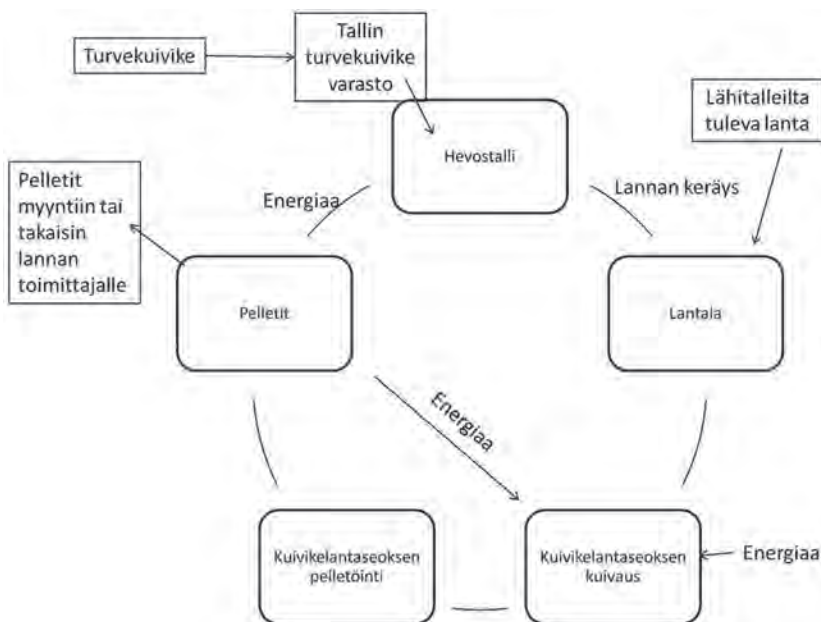 Turvekuivike
Tallin
turvekuivike
varasto
Hevostalli
Lähitalleilta
tuleva lanta
Lannan keräys
Energiaa
Pelletit
myyntiin tai
takaisin
lannan
toimittajalle
Pelletit
Lantala
Energiaa
Kuivikelantaseoksen
pelletöinti
Kuivikelantaseoksen
kuivaus
Energiaa